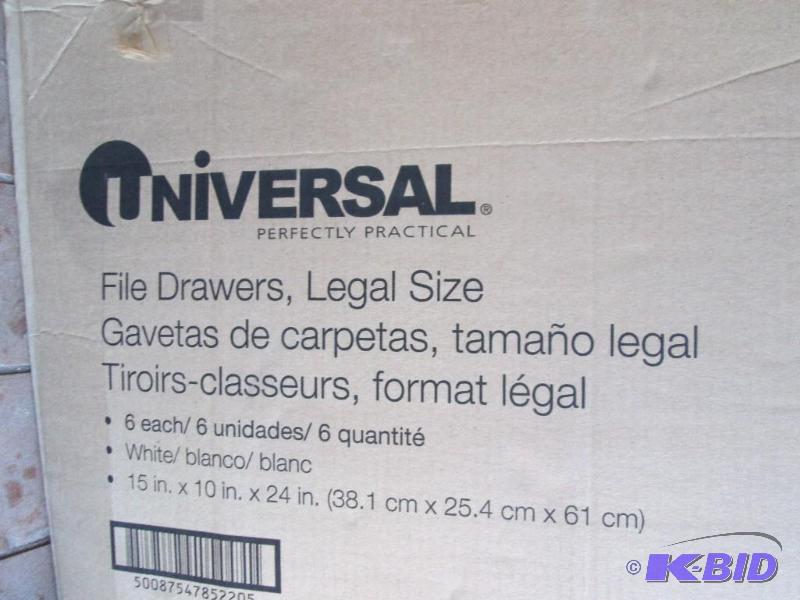 UNiVERSAL®
PERFECTLY PRACTICAL
File Drawers, Legal Size
Gavetas de carpetas, tamaño legal
Tiroirs-classeurs, format légal
• 6 each/ 6 unidades/ 6 quantité
• White/ blanco/ blanc
• 15 in. x 10 in. x 24 in. (38.1 cm x 25.4 cm x 61 cm)
50087547852205
© K-BID